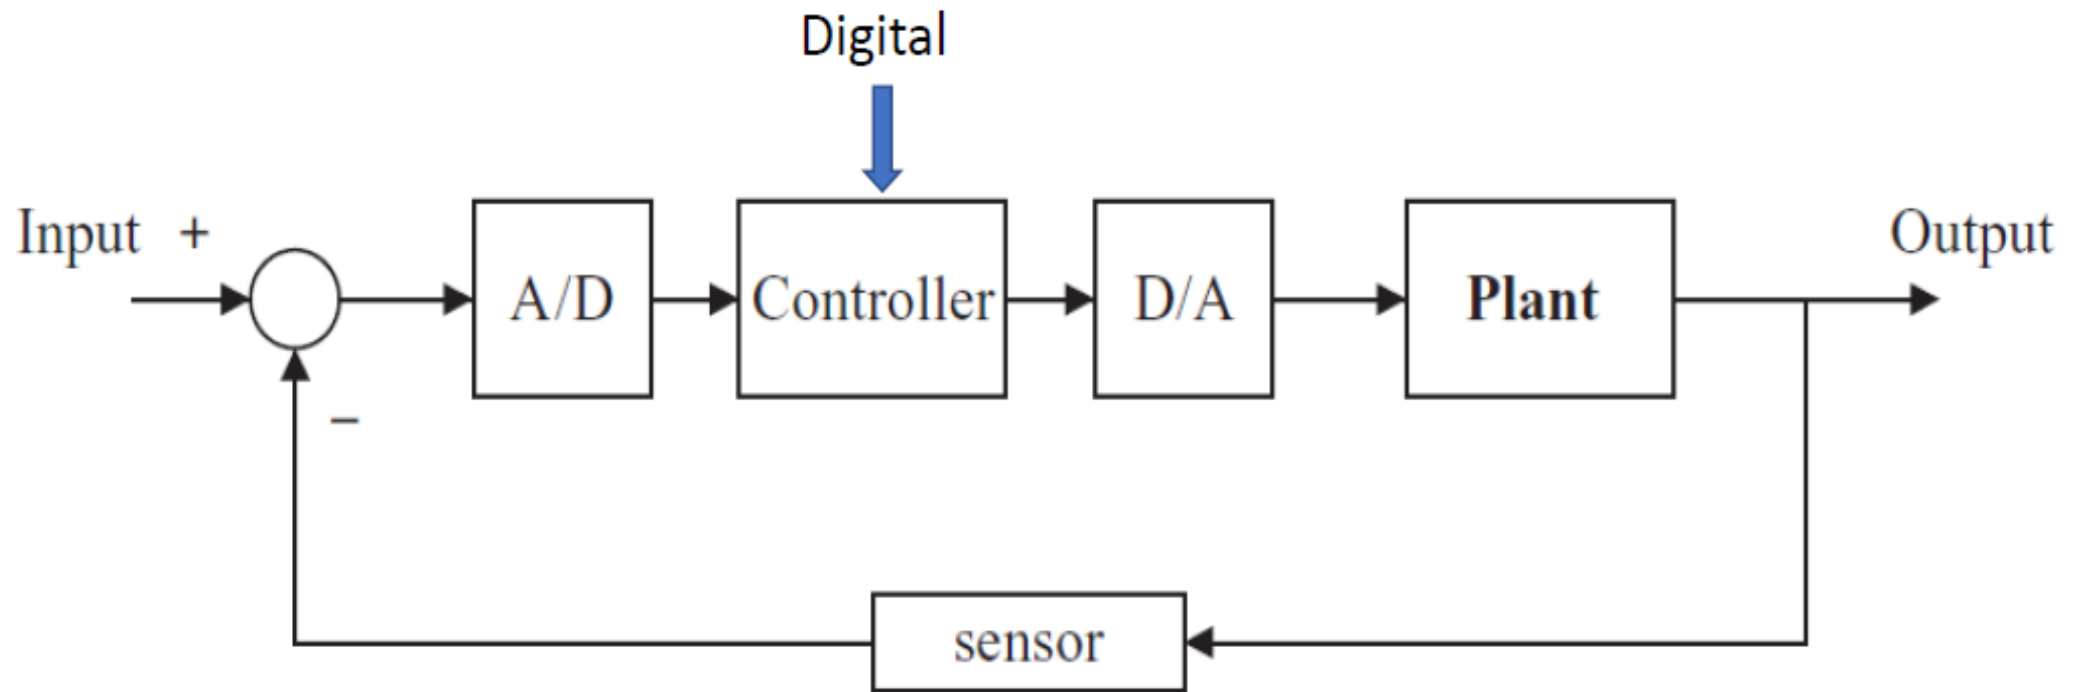 Digital
Input +
A/D
Controller
D/A
Plant
Output
−
sensor